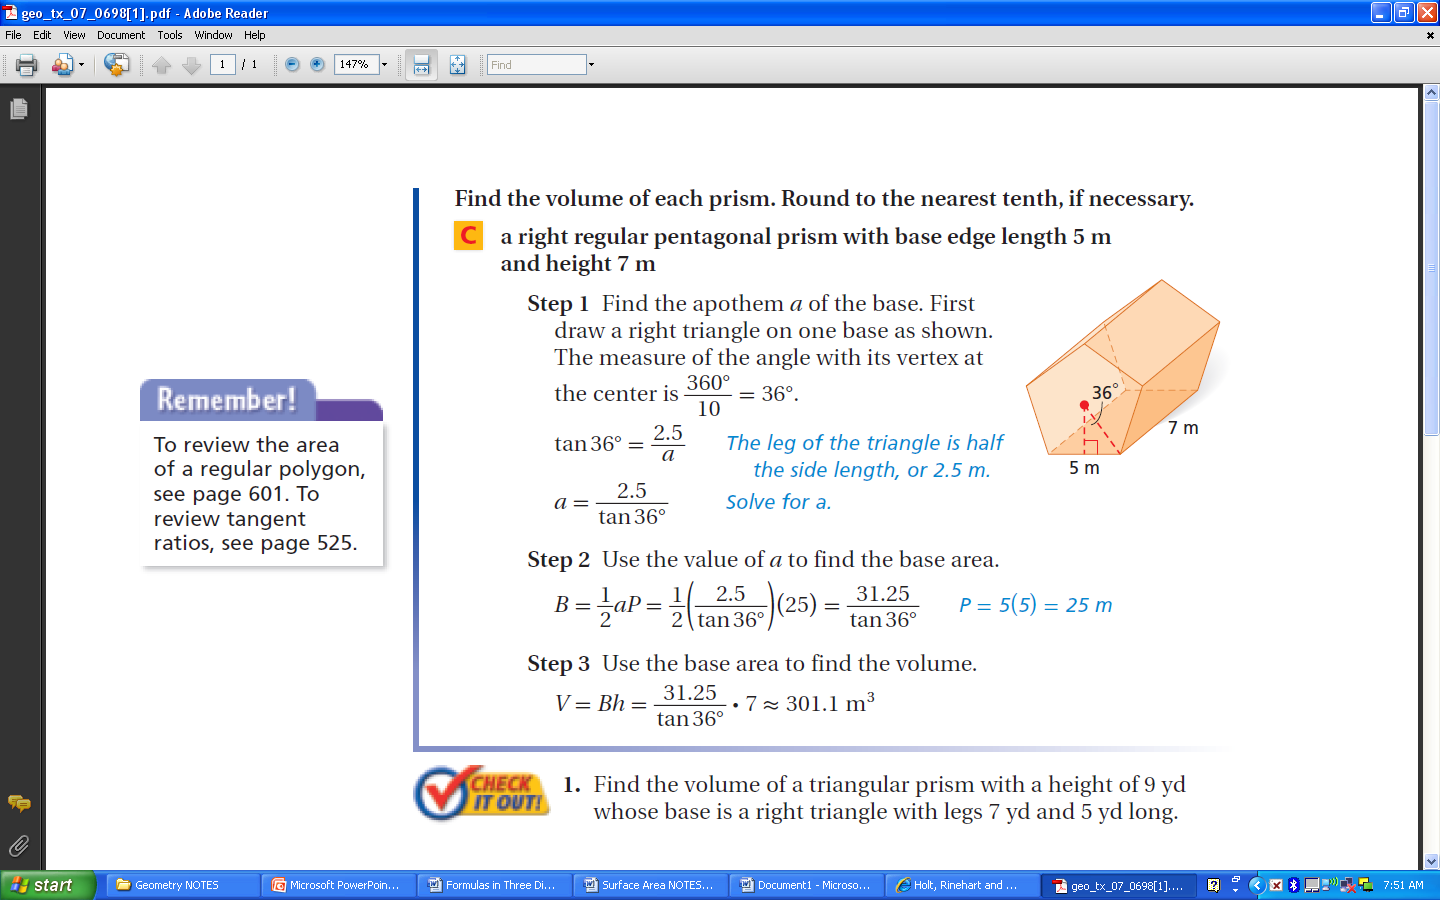 geo_tx_07_0698[1].pdf - Adobe Reader
File Edit View Document Tools Window Help
1 / 1 147% Find
Find the volume of each prism. Round to the nearest tenth, if necessary.
C a right regular pentagonal prism with base edge length 5 m
and height 7 m
Step 1 Find the apothem a of the base. First
draw a right triangle on one base as shown.
The measure of the angle with its vertex at
the center is 360°/10 = 36°.
36°
7 m
5 m
tan 36° = 2.5/a The leg of the triangle is half
the side length, or 2.5 m.
a = 2.5/tan 36° Solve for a.
Remember!
To review the area
of a regular polygon,
see page 601. To
review tangent
ratios, see page 525.
Step 2 Use the value of a to find the base area.
B = 1/2 aP = 1/2 (2.5/tan 36°)(25) = 31.25/tan 36° P = 5(5) = 25 m
Step 3 Use the base area to find the volume.
V = Bh = 31.25/tan 36° • 7 ≈ 301.1 m³
CHECK
IT OUT!
1. Find the volume of a triangular prism with a height of 9 yd
whose base is a right triangle with legs 7 yd and 5 yd long.
start Geometry NOTES Microsoft PowerPoin... Formulas in Three Di... Surface Area NOTES... Document1 - Microso... Holt, Rinehart and ... geo_tx_07_0698[1].... 7:51 AM